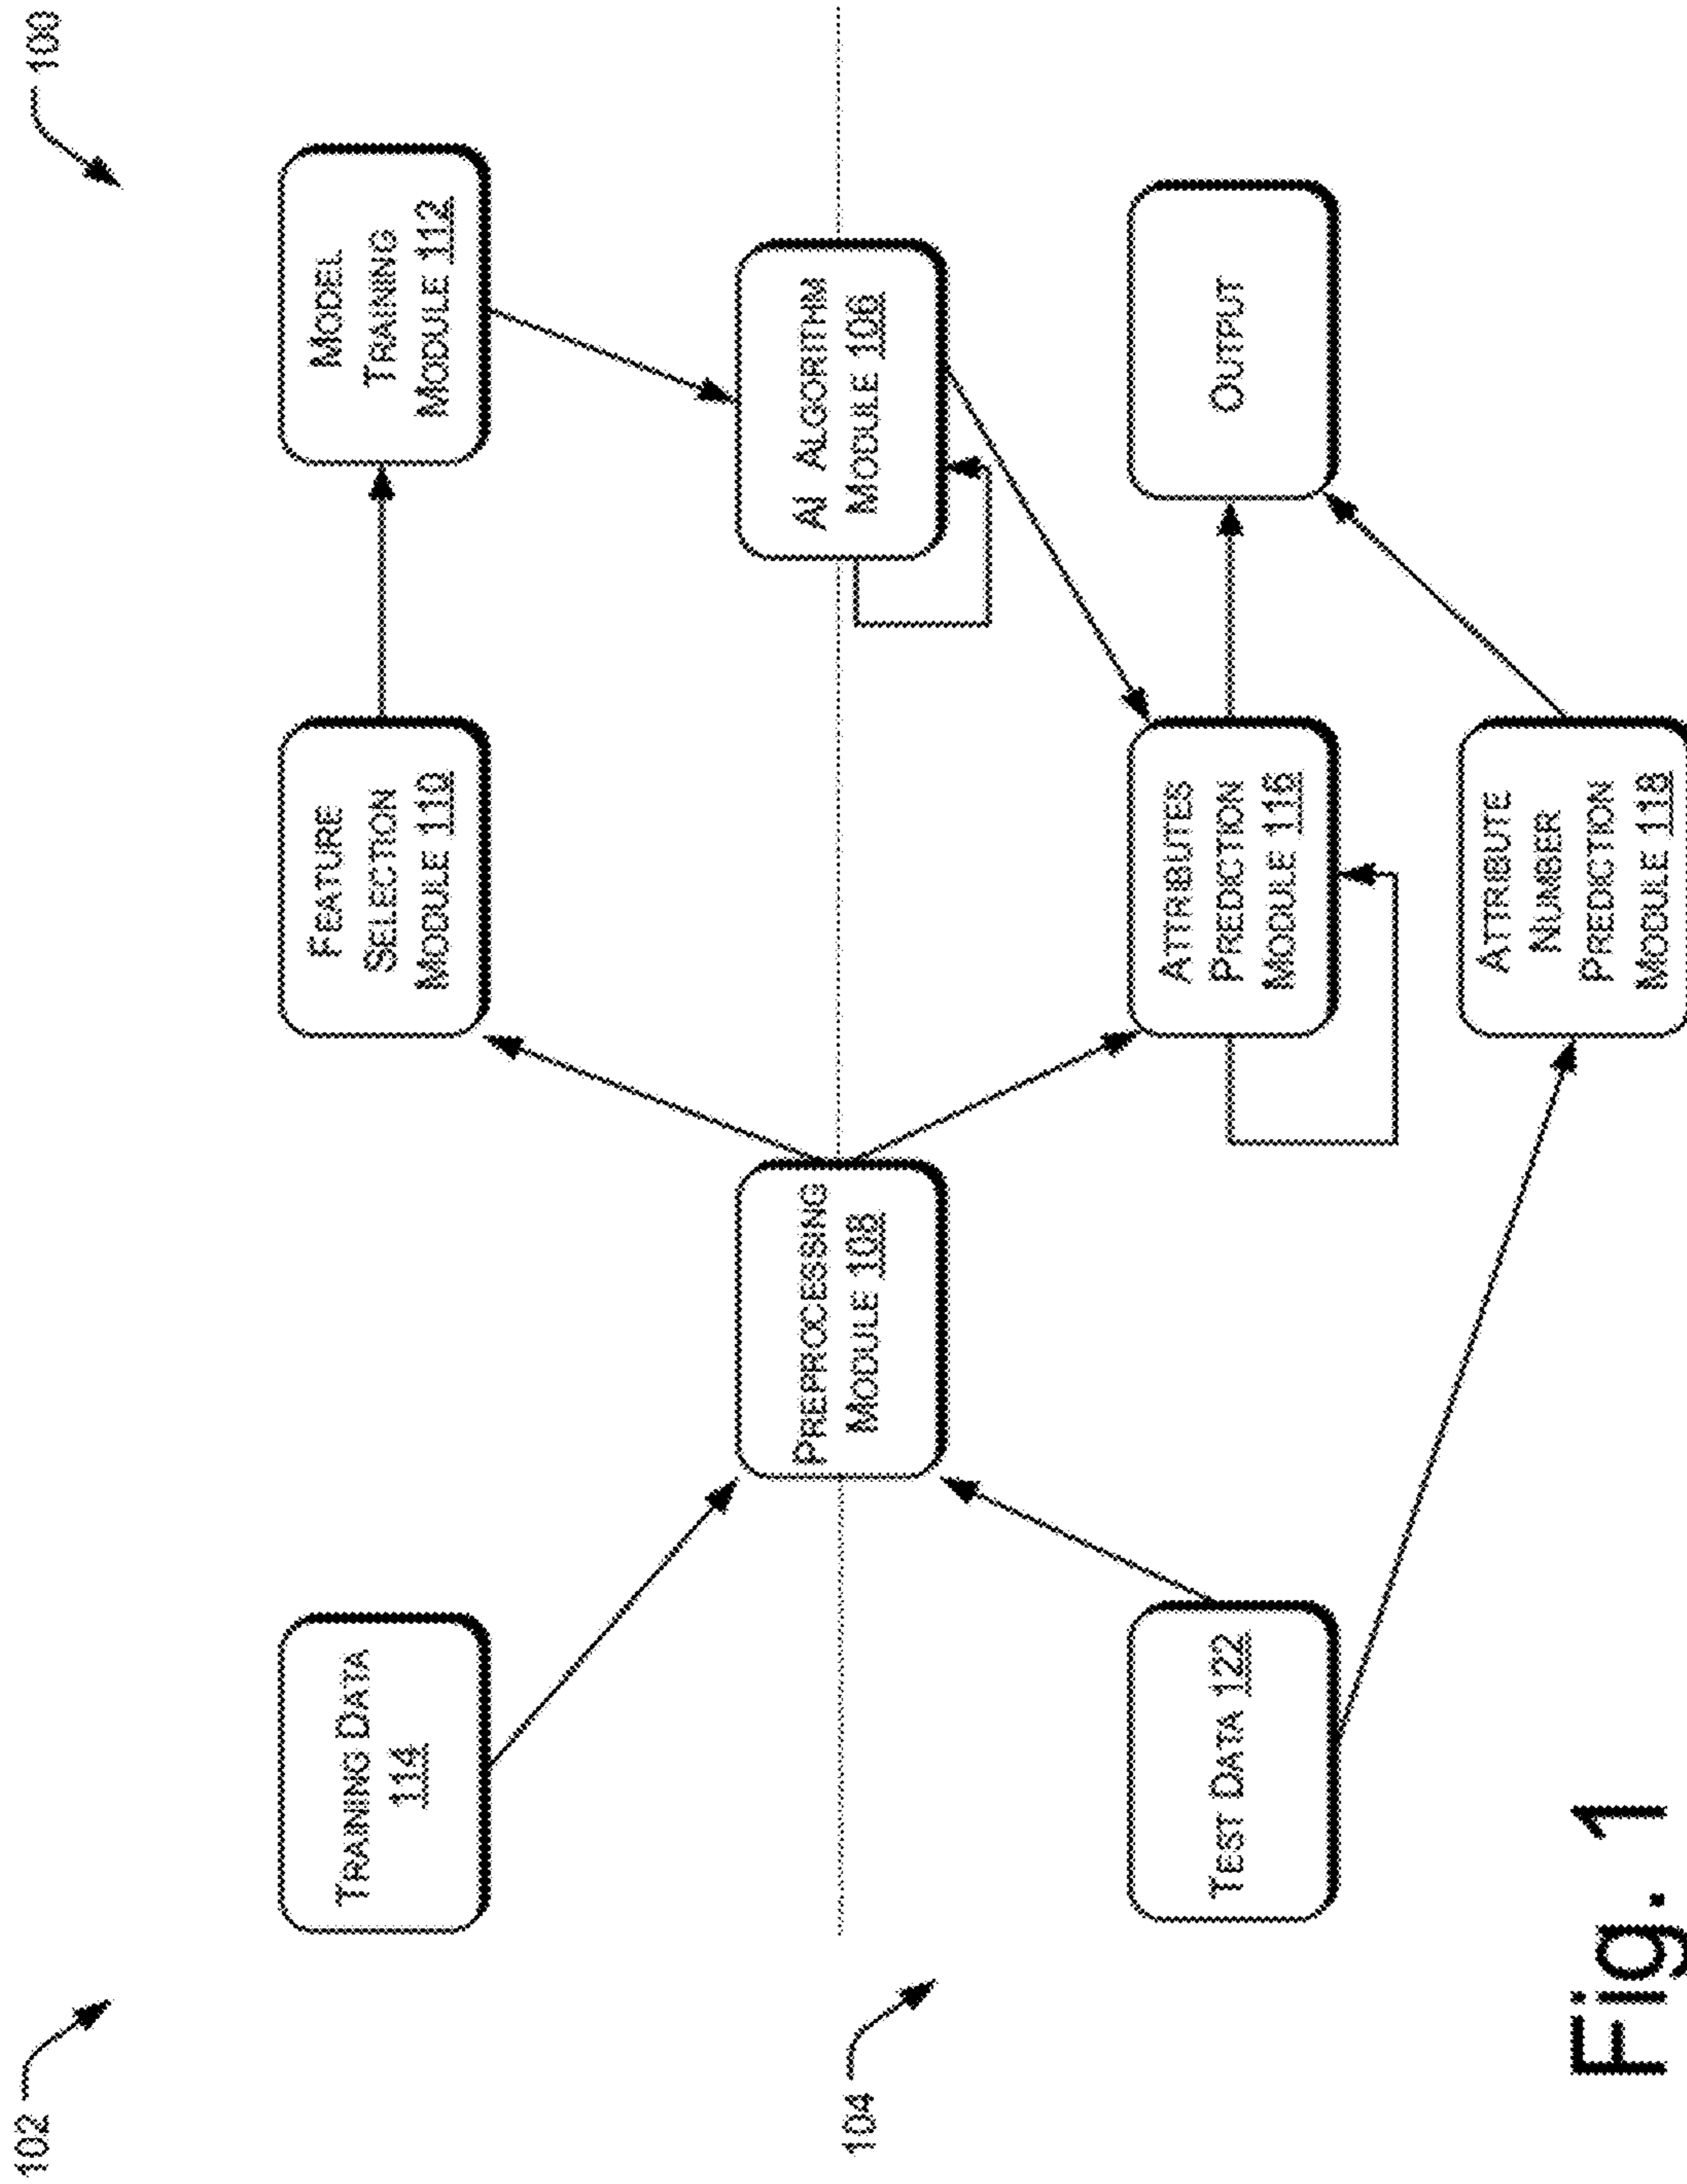 100
102
TRAINING DATA
114
FEATURE
SELECTION
MODULE 110
MODEL
TRAINING
MODULE 112
PREPROCESSING
MODULE 108
AI ALGORITHM
MODULE 106
104
TEST DATA 122
ATTRIBUTES
PREDICTION
MODULE 116
OUTPUT
ATTRIBUTE
NUMBER
PREDICTION
MODULE 118
Fig. 1